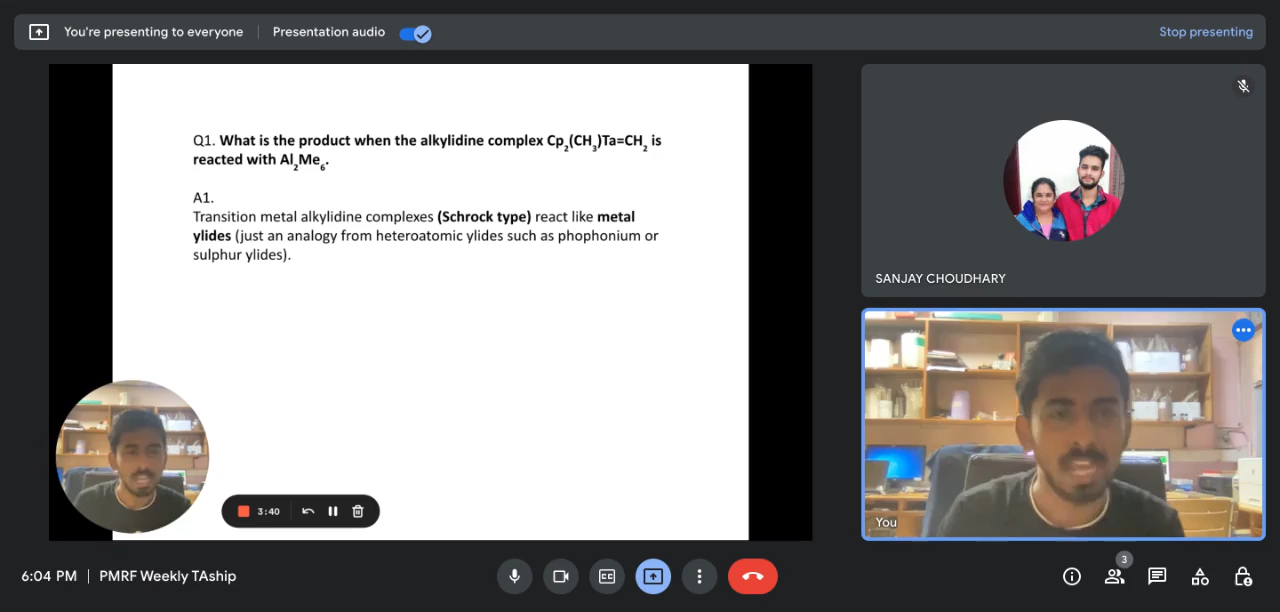 You're presenting to everyone
Presentation audio
Stop presenting
Q1. What is the product when the alkylidine complex Cp2(CH3)Ta=CH2 is
reacted with Al2Me6.
A1.
Transition metal alkylidine complexes (Schrock type) react like metal
ylides (just an analogy from heteroatomic ylides such as phophonium or
sulphur ylides).
SANJAY CHOUDHARY
You
3:40
6:04 PM | PMRF Weekly TAship
CC
3